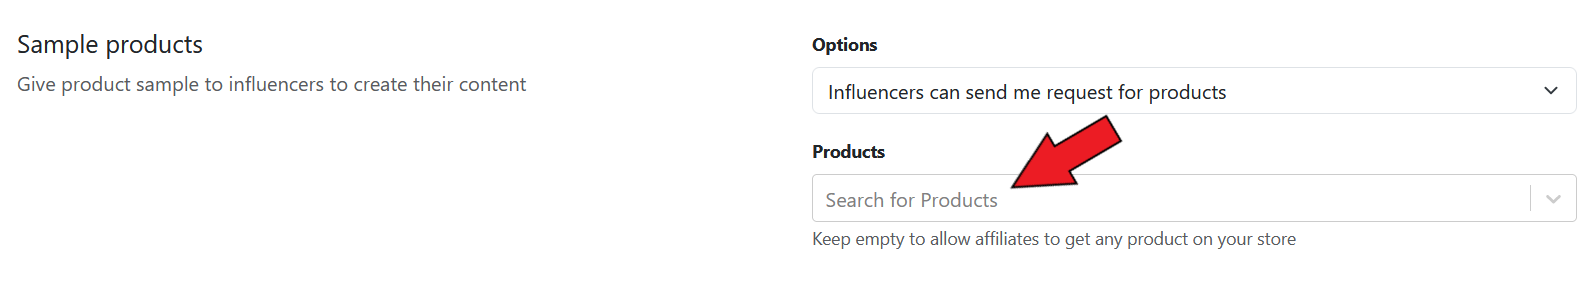 Sample products
Give product sample to influencers to create their content
Options
Influencers can send me request for products
Products
Search for Products
Keep empty to allow affiliates to get any product on your store